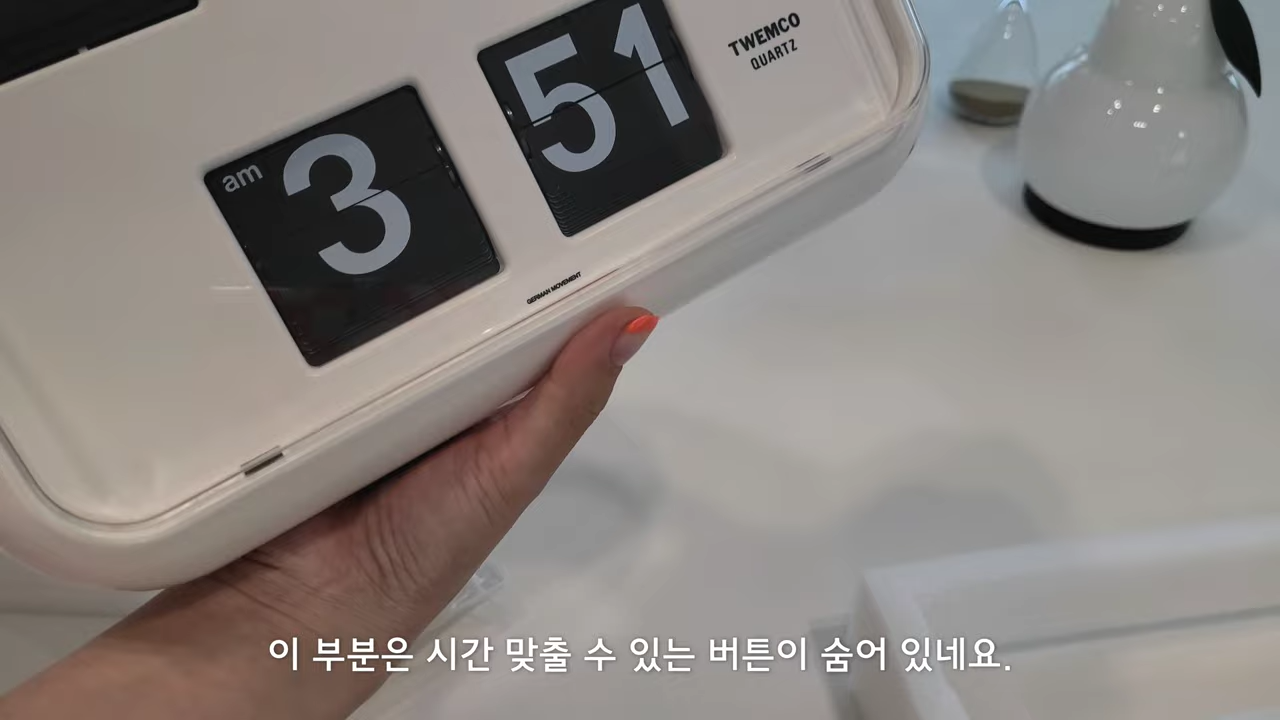 51
TWEMCO
QUARTZ
am 3
GERMAN MOVEMENT
이 부분은 시간 맞출 수 있는 버튼이 숨어 있네요.